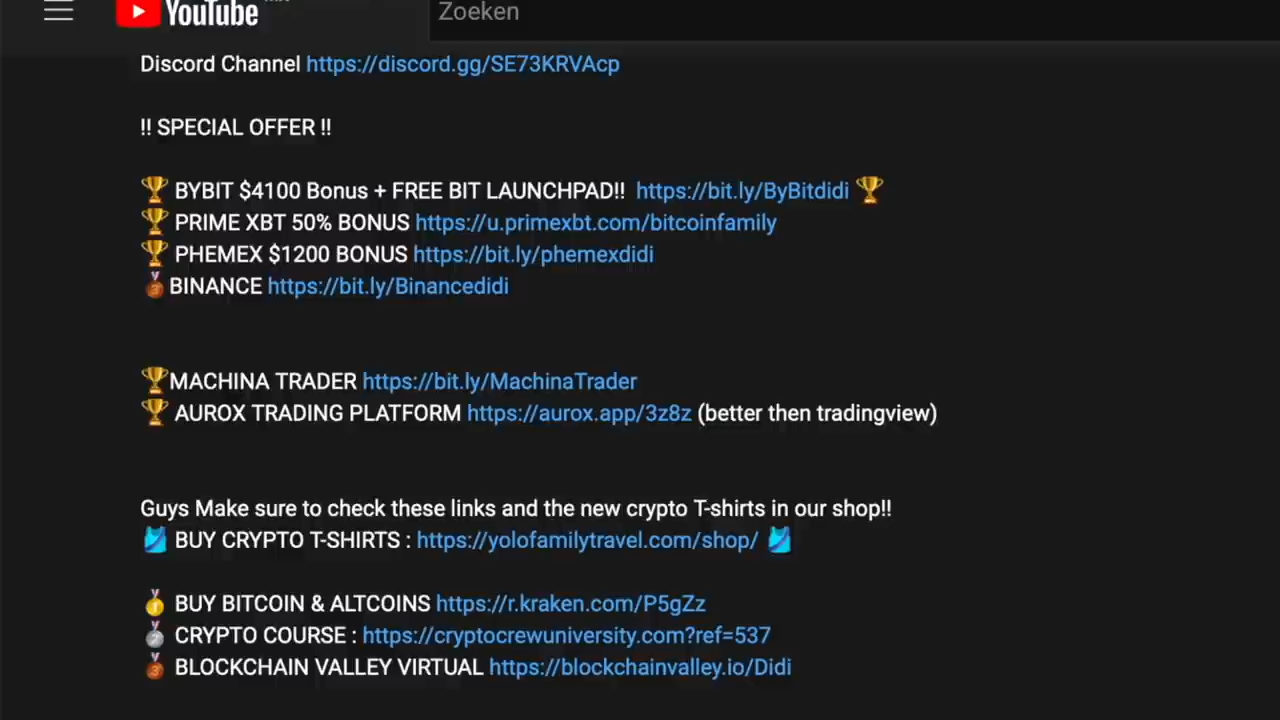 YouTube
Zoeken
Discord Channel https://discord.gg/SE73KRVAcp
!! SPECIAL OFFER !!
🏆 BYBIT $4100 Bonus + FREE BIT LAUNCHPAD!! https://bit.ly/ByBitdidi 🏆
🏆 PRIME XBT 50% BONUS https://u.primexbt.com/bitcoinfamily
🏆 PHEMEX $1200 BONUS https://bit.ly/phemexdidi
🥉BINANCE https://bit.ly/Binancedidi
🏆MACHINA TRADER https://bit.ly/MachinaTrader
🏆 AUROX TRADING PLATFORM https://aurox.app/3z8z (better then tradingview)
Guys Make sure to check these links and the new crypto T-shirts in our shop!!
🎽 BUY CRYPTO T-SHIRTS : https://yolofamilytravel.com/shop/ 🎽
🥇 BUY BITCOIN & ALTCOINS https://r.kraken.com/P5gZz
🥈 CRYPTO COURSE : https://cryptocrewuniversity.com?ref=537
🥉 BLOCKCHAIN VALLEY VIRTUAL https://blockchainvalley.io/Didi